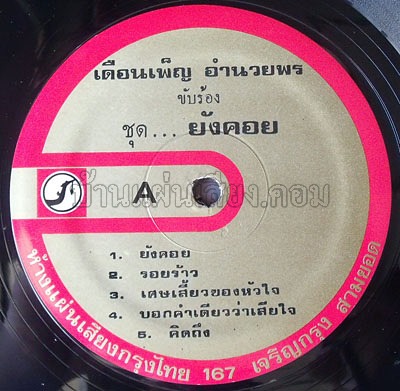 เดือนเพ็ญ อำนวยพร
ขับร้อง
ชุด... ยังคอย
บ้านแผ่นเสียง.คอม
A
1. ยังคอย
2. รอยร้าว
3. เศษเสี้ยวของหัวใจ
4. บอกคำเดียวว่าเสียใจ
5. คิดถึง
ห้างแผ่นเสียงกรุงไทย 167 เจริญกรุง สามยอด